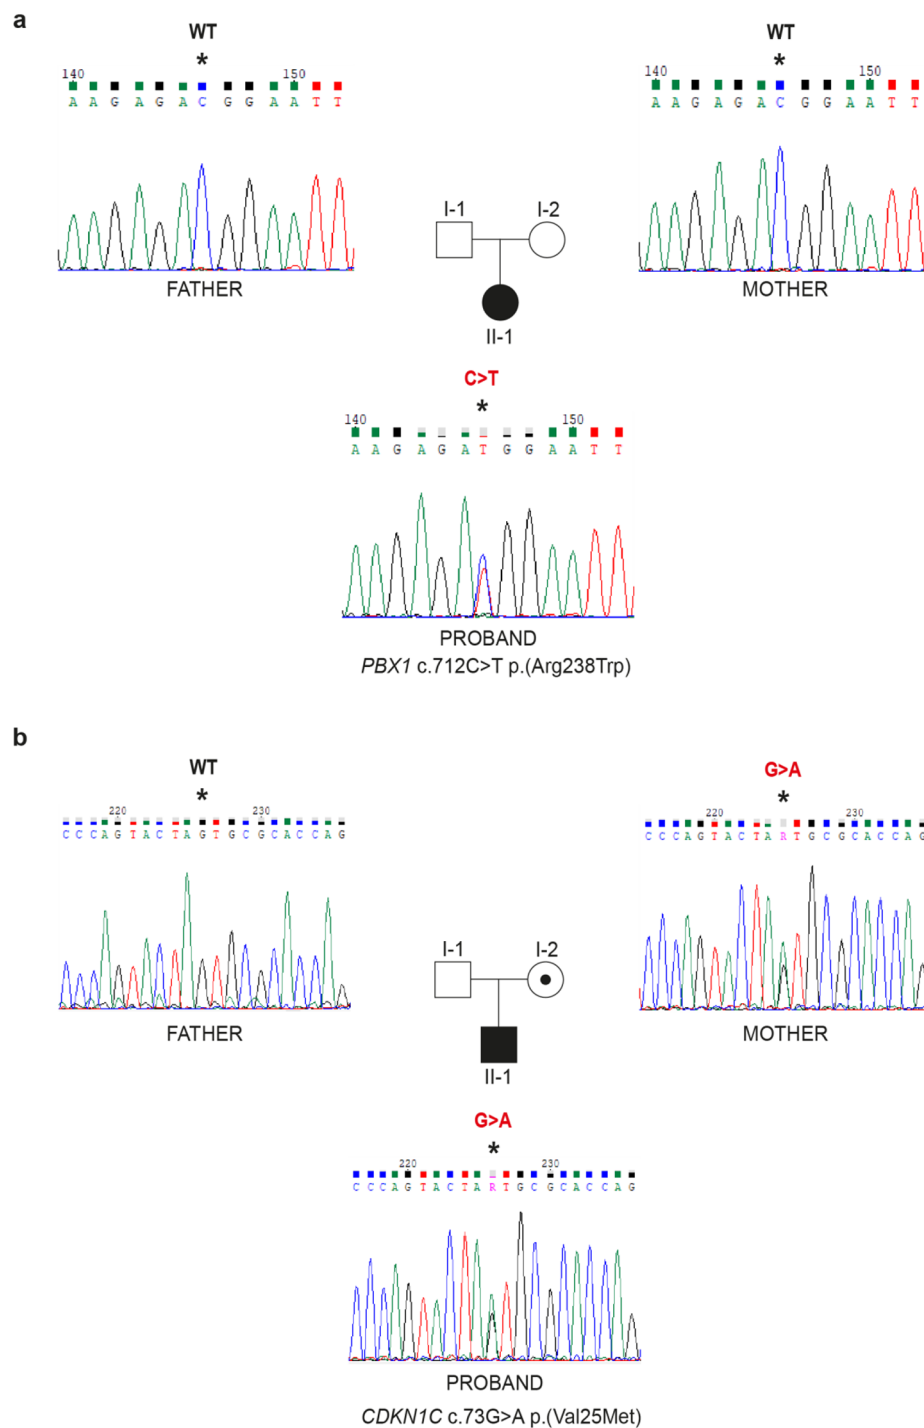 a
WT
*
140 150
A A G A G A C G G A A T T
FATHER
WT
*
140 150
A A G A G A C G G A A T T
MOTHER
I-1 I-2
II-1
C>T
*
140 150
A A G A G A T G G A A T T
PROBAND
PBX1 c.712C>T p.(Arg238Trp)
b
WT
*
220 230
C C C A G T A C T A G T G C G C A C C A G
FATHER
G>A
*
220 230
C C C A G T A C T A R T G C G C A C C A G
MOTHER
I-1 I-2
II-1
G>A
*
220 230
C C C A G T A C T A R T G C G C A C C A G
PROBAND
CDKN1C c.73G>A p.(Val25Met)